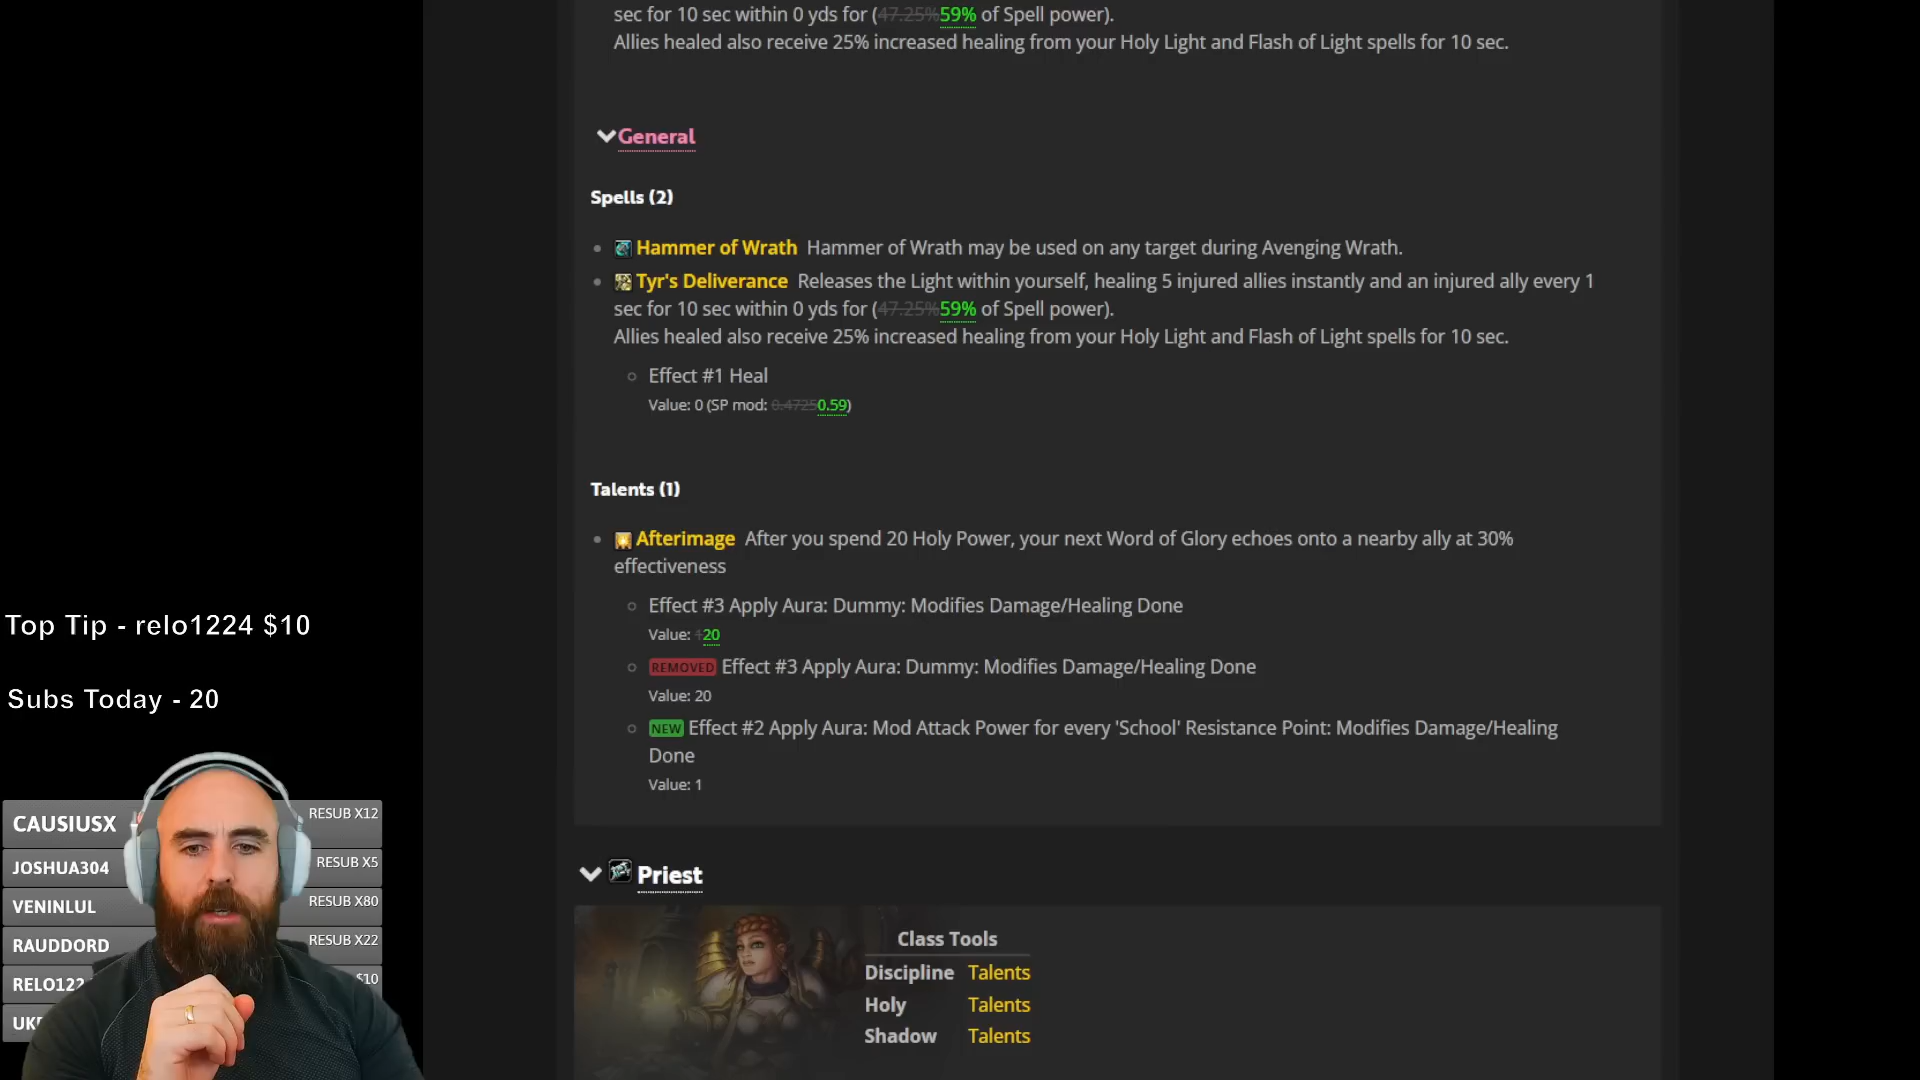 sec for 10 sec within 0 yds for (47.25%59% of Spell power).
Allies healed also receive 25% increased healing from your Holy Light and Flash of Light spells for 10 sec.
General
Spells (2)
Hammer of Wrath Hammer of Wrath may be used on any target during Avenging Wrath.
Tyr's Deliverance Releases the Light within yourself, healing 5 injured allies instantly and an injured ally every 1
sec for 10 sec within 0 yds for (47.25%59% of Spell power).
Allies healed also receive 25% increased healing from your Holy Light and Flash of Light spells for 10 sec.
Effect #1 Heal
Value: 0 (SP mod: 0.47250.59)
Talents (1)
Afterimage After you spend 20 Holy Power, your next Word of Glory echoes onto a nearby ally at 30%
effectiveness
Effect #3 Apply Aura: Dummy: Modifies Damage/Healing Done
Value: 20
REMOVED Effect #3 Apply Aura: Dummy: Modifies Damage/Healing Done
Value: 20
NEW Effect #2 Apply Aura: Mod Attack Power for every 'School' Resistance Point: Modifies Damage/Healing
Done
Value: 1
Priest
Class Tools
Discipline Talents
Holy Talents
Shadow Talents
Top Tip - relo1224 $10
Subs Today - 20
CAUSIUSX RESUB X12
JOSHUA304 RESUB X5
VENINLUL RESUB X80
RAUDDORD RESUB X22
RELO122 $10